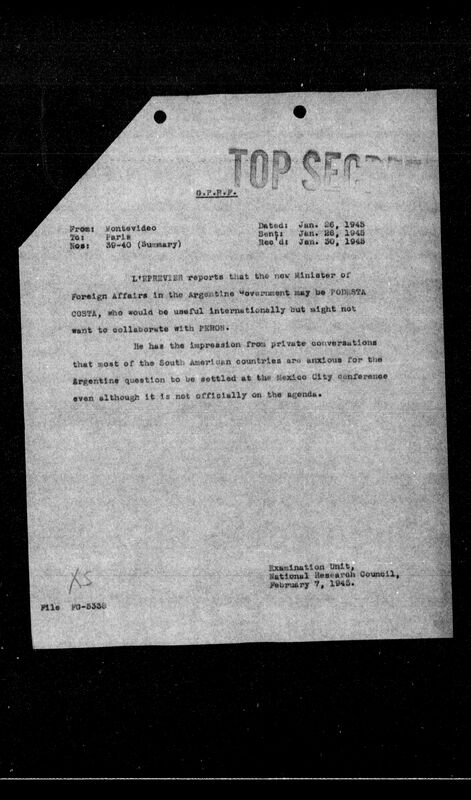 TOP SEC
G.P.R.F.
From: Montevideo
To: Paris
Nos: 39-40 (Summary)
Dated: Jan. 26, 1945
Sent: Jan. 26, 1945
Rec'd: Jan. 30, 1945
L'EPREVIER reports that the new Minister of
Foreign Affairs in the Argentine Government may be PODESTA
COSTA, who would be useful internationally but might not
want to collaborate with PERON.
He has the impression from private conversations
that most of the South American countries are anxious for the
Argentine question to be settled at the Mexico City conference
even although it is not officially on the agenda.
Examination Unit,
National Research Council,
February 7, 1945.
XS
File FG-5338